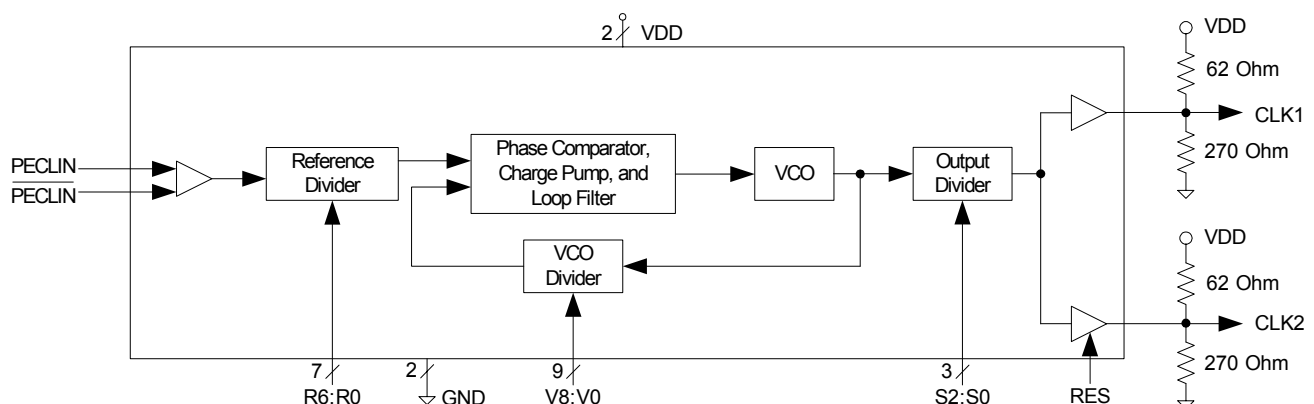 2 VDD
VDD
62 Ohm
CLK1
270 Ohm
PECLIN
PECLIN
Reference
Divider
Phase Comparator,
Charge Pump, and
Loop Filter
VCO
Output
Divider
VCO
Divider
VDD
62 Ohm
CLK2
270 Ohm
7
R6:R0
2
GND
9
V8:V0
3
S2:S0
RES